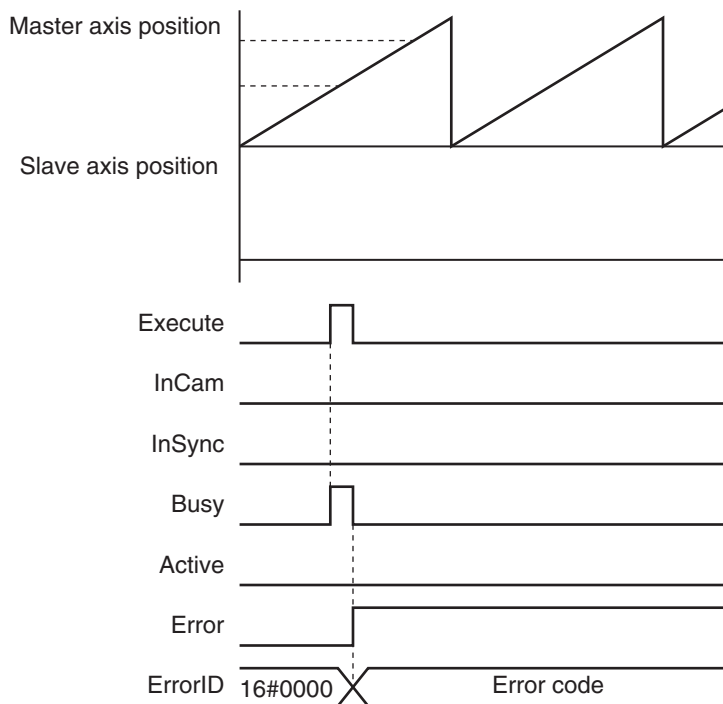 Master axis position
Slave axis position
Execute
InCam
InSync
Busy
Active
Error
ErrorID 16#0000 Error code